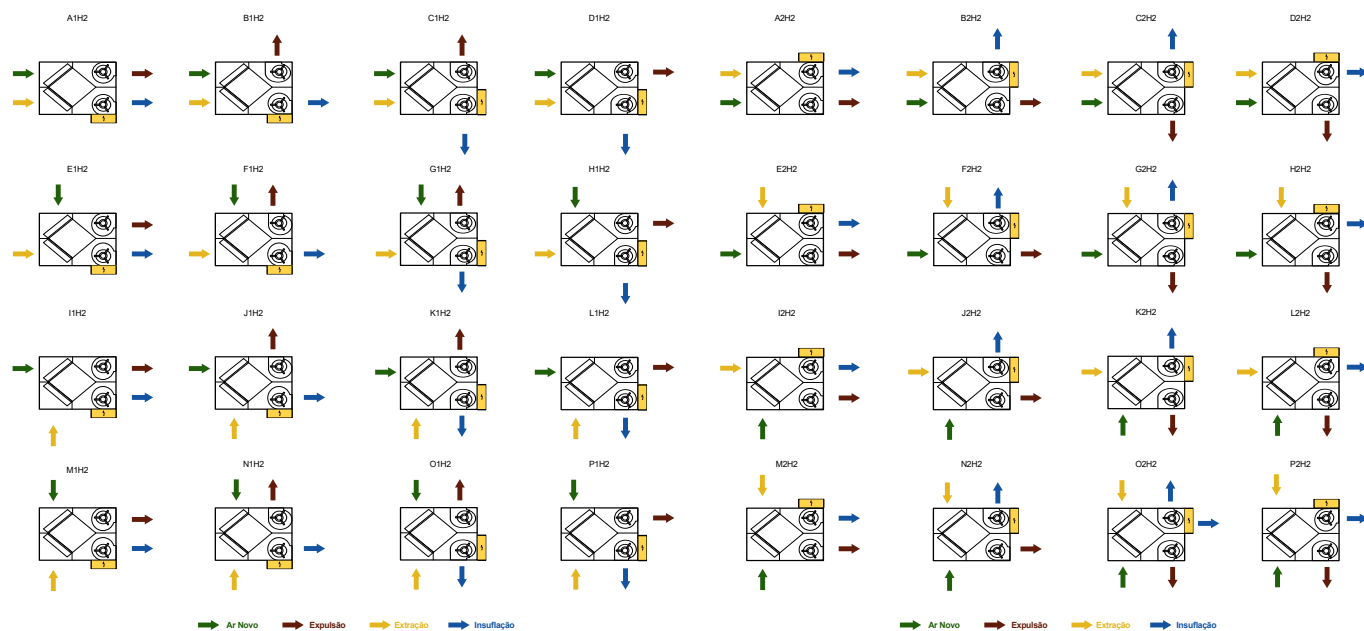 A1H2 B1H2 C1H2 D1H2 A2H2 B2H2 C2H2 D2H2
E1H2 F1H2 G1H2 H1H2 E2H2 F2H2 G2H2 H2H2
I1H2 J1H2 K1H2 L1H2 I2H2 J2H2 K2H2 L2H2
M1H2 N1H2 O1H2 P1H2 M2H2 N2H2 O2H2 P2H2
Ar Novo Expulsão Extração Insuflação Ar Novo Expulsão Extração Insuflação